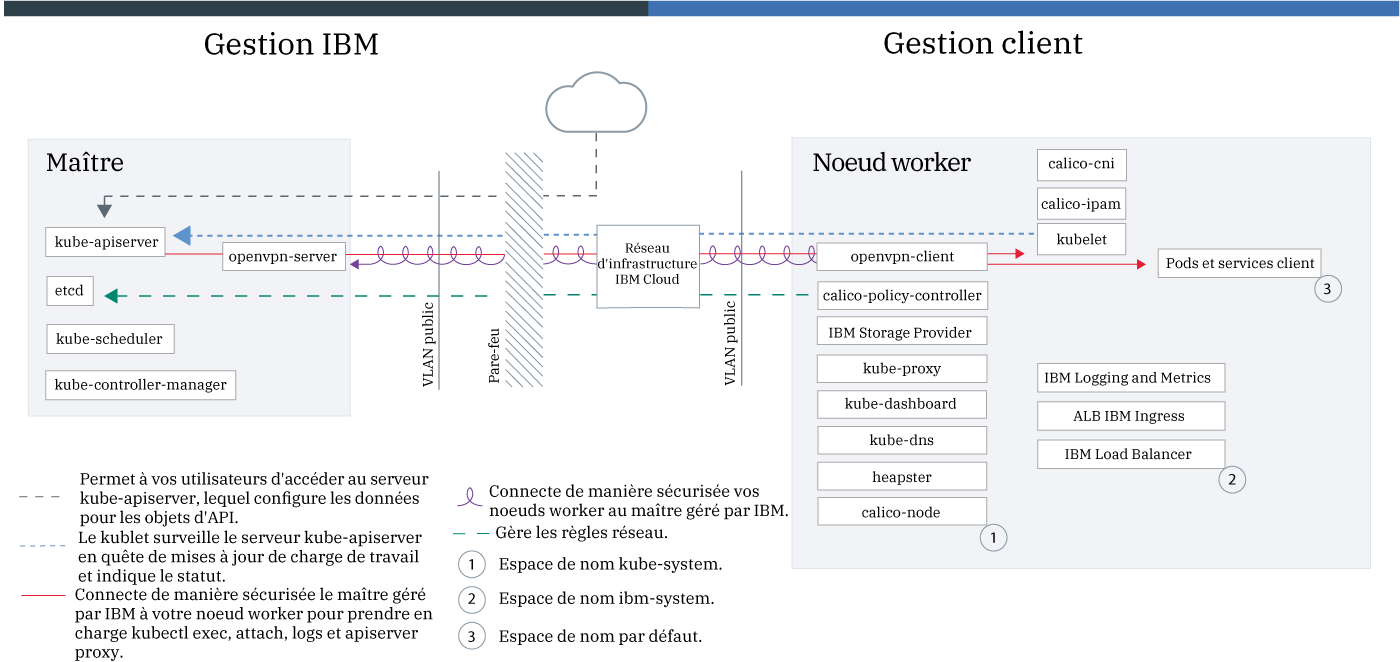 Gestion IBM
Gestion client
Maître
kube-apiserver
openvpn-server
etcd
kube-scheduler
kube-controller-manager
VLAN public
Pare-feu
Réseau
d'infrastructure
IBM Cloud
VLAN public
Noeud worker
calico-cni
calico-ipam
kubelet
openvpn-client
Pods et services client
3
calico-policy-controller
IBM Storage Provider
kube-proxy
kube-dashboard
kube-dns
heapster
calico-node
1
IBM Logging and Metrics
ALB IBM Ingress
IBM Load Balancer
2
Permet à vos utilisateurs d'accéder au serveur
kube-apiserver, lequel configure les données
pour les objets d'API.
Le kublet surveille le serveur kube-apiserver
en quête de mises à jour de charge de travail
et indique le statut.
Connecte de manière sécurisée le maître géré
par IBM à votre noeud worker pour prendre en
charge kubectl exec, attach, logs et apiserver
proxy.
Connecte de manière sécurisée vos
noeuds worker au maître géré par IBM.
Gère les règles réseau.
1 Espace de nom kube-system.
2 Espace de nom ibm-system.
3 Espace de nom par défaut.